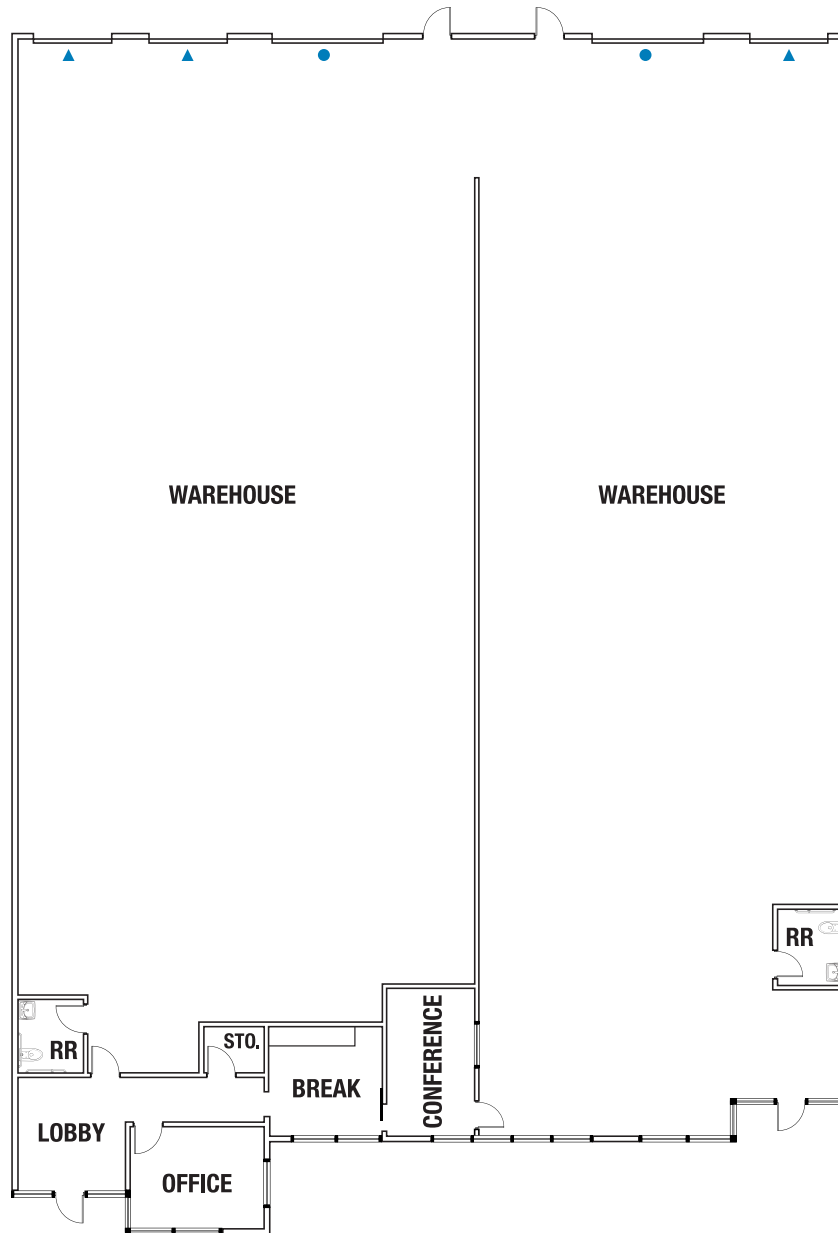 WAREHOUSE
WAREHOUSE
RR
CONFERENCE
STO.
RR
BREAK
LOBBY
OFFICE